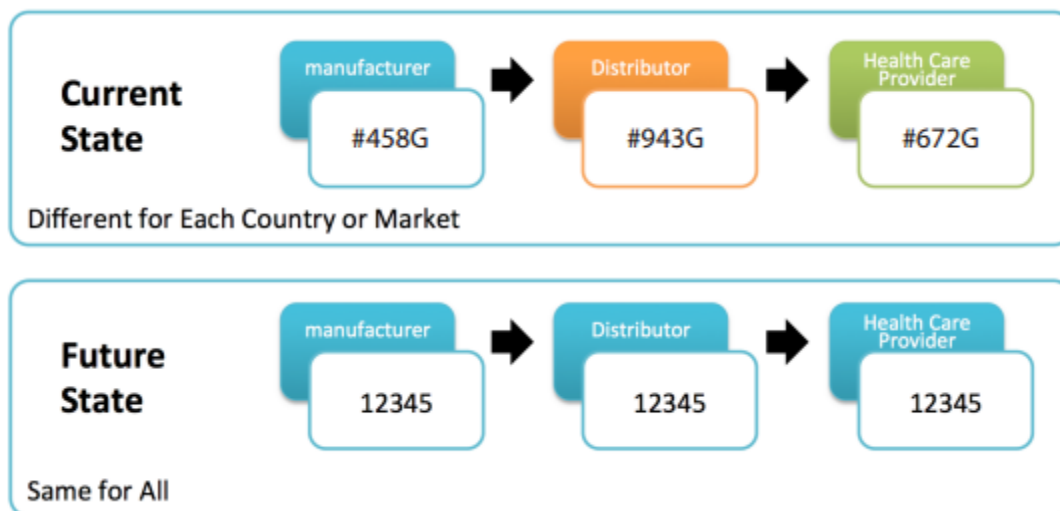 Current
State
manufacturer
#458G
Distributor
#943G
Health Care
Provider
#672G
Different for Each Country or Market
Future
State
manufacturer
12345
Distributor
12345
Health Care
Provider
12345
Same for All